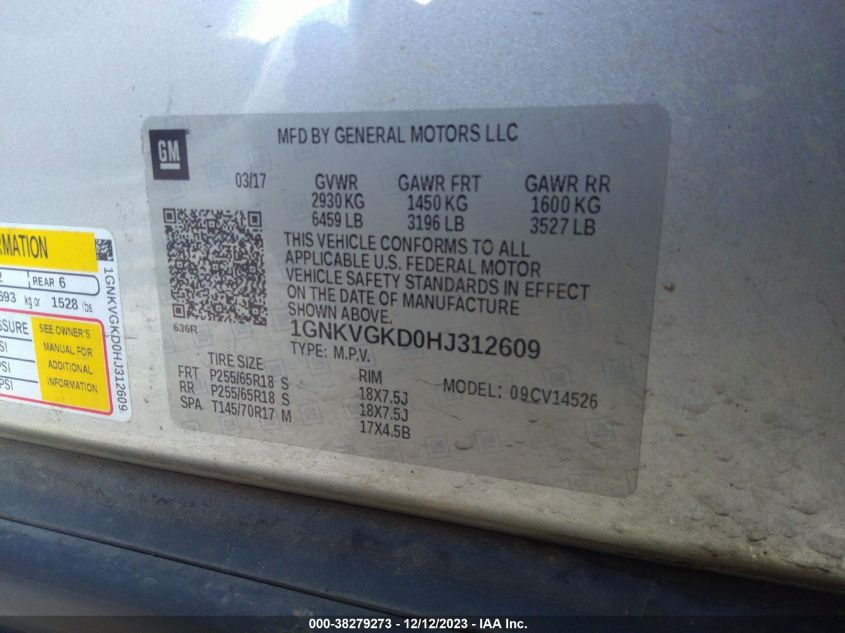 GM
MFD BY GENERAL MOTORS LLC
03/17 GVWR GAWR FRT GAWR RR
2930 KG 1450 KG 1600 KG
6459 LB 3196 LB 3527 LB
THIS VEHICLE CONFORMS TO ALL
APPLICABLE U.S. FEDERAL MOTOR
VEHICLE SAFETY STANDARDS IN EFFECT
ON THE DATE OF MANUFACTURE
SHOWN ABOVE.
636R
1GNKVGKD0HJ312609
TYPE: M.P.V.
TIRE SIZE RIM
FRT P255/65R18 S 18X7.5J
RR P255/65R18 S 18X7.5J
SPA T145/70R17 M 17X4.5B
MODEL: 09CV14526
REAR 6
693 kg or 1528 lbs.
SEE OWNER'S
MANUAL FOR
ADDITIONAL
INFORMATION
1GNKVGKD0HJ312609
000-38279273 - 12/12/2023 - IAA Inc.